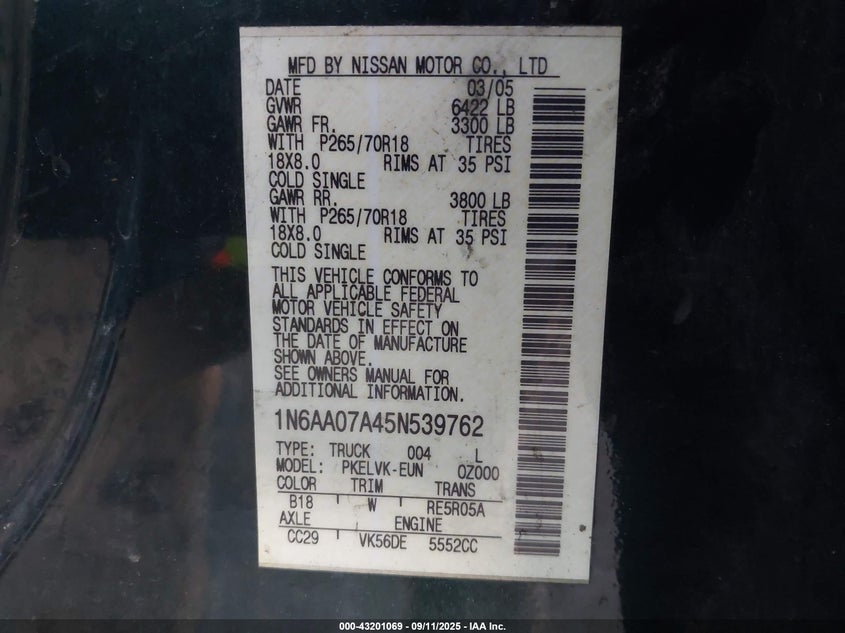 MFD BY NISSAN MOTOR CO., LTD
DATE 03/05
GVWR 6422 LB
GAWR FR. 3300 LB
WITH P265/70R18 TIRES
18X8.0 RIMS AT 35 PSI
COLD SINGLE
GAWR RR. 3800 LB
WITH P265/70R18 TIRES
18X8.0 RIMS AT 35 PSI
COLD SINGLE
THIS VEHICLE CONFORMS TO
ALL APPLICABLE FEDERAL
MOTOR VEHICLE SAFETY
STANDARDS IN EFFECT ON
THE DATE OF MANUFACTURE
SHOWN ABOVE.
SEE OWNERS MANUAL FOR
ADDITIONAL INFORMATION.
1N6AA07A45N539762
TYPE: TRUCK 004 L
MODEL: PKELVK-EUN 0Z000
COLOR TRIM TRANS
B18 W RE5R05A
AXLE ENGINE
CC29 VK56DE 5552CC
000-43201069 - 09/11/2025 - IAA Inc.